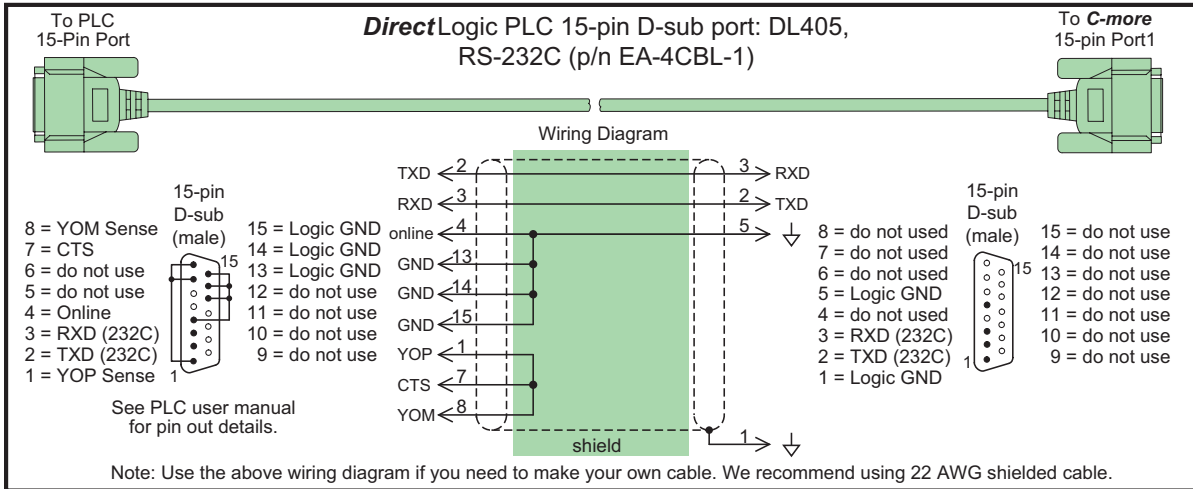 To PLC
15-Pin Port
DirectLogic PLC 15-pin D-sub port: DL405,
RS-232C (p/n EA-4CBL-1)
To C-more
15-pin Port1
Wiring Diagram
TXD 2 3 RXD
RXD 3 2 TXD
online 4 5
GND 13
GND 14
GND 15
YOP 1
CTS 7
YOM 8
shield
1
15-pin
D-sub
(male)
8 = YOM Sense
7 = CTS
6 = do not use
5 = do not use
4 = Online
3 = RXD (232C)
2 = TXD (232C)
1 = YOP Sense
15
1
15 = Logic GND
14 = Logic GND
13 = Logic GND
12 = do not use
11 = do not use
10 = do not use
9 = do not use
See PLC user manual
for pin out details.
15-pin
D-sub
(male)
8 = do not used
7 = do not used
6 = do not used
5 = Logic GND
4 = do not used
3 = RXD (232C)
2 = TXD (232C)
1 = Logic GND
15
1
15 = do not use
14 = do not use
13 = do not use
12 = do not use
11 = do not use
10 = do not use
9 = do not use
Note: Use the above wiring diagram if you need to make your own cable. We recommend using 22 AWG shielded cable.